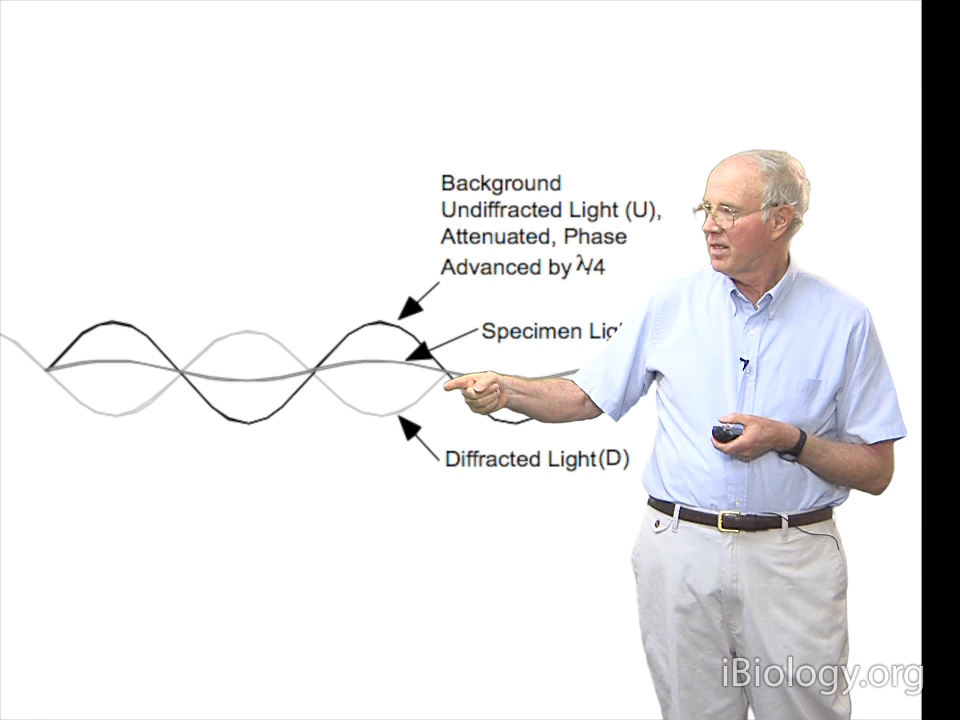 Background
Undiffracted Light (U),
Attenuated, Phase
Advanced by λ/4
Specimen
Diffracted Light (D)
iBiology.org